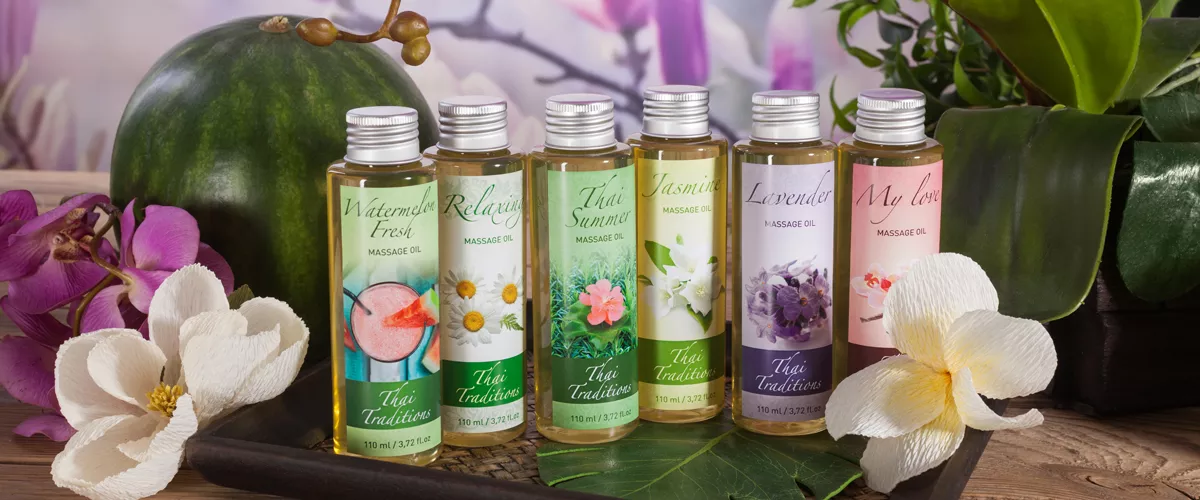 Watermelon
Fresh
MASSAGE OIL
Thai
Traditions
110 ml / 3,72 fl.oz
Relaxing
MASSAGE OIL
Thai
Traditions
110 ml / 3,72 fl.oz
Thai
Summer
MASSAGE OIL
Thai
Traditions
110 ml / 3,72 fl.oz
Jasmine
MASSAGE OIL
Thai
Traditions
110 ml / 3,72 fl.oz
Lavender
MASSAGE OIL
Thai
Traditions
110 ml / 3,72 fl.oz
My love
MASSAGE OIL